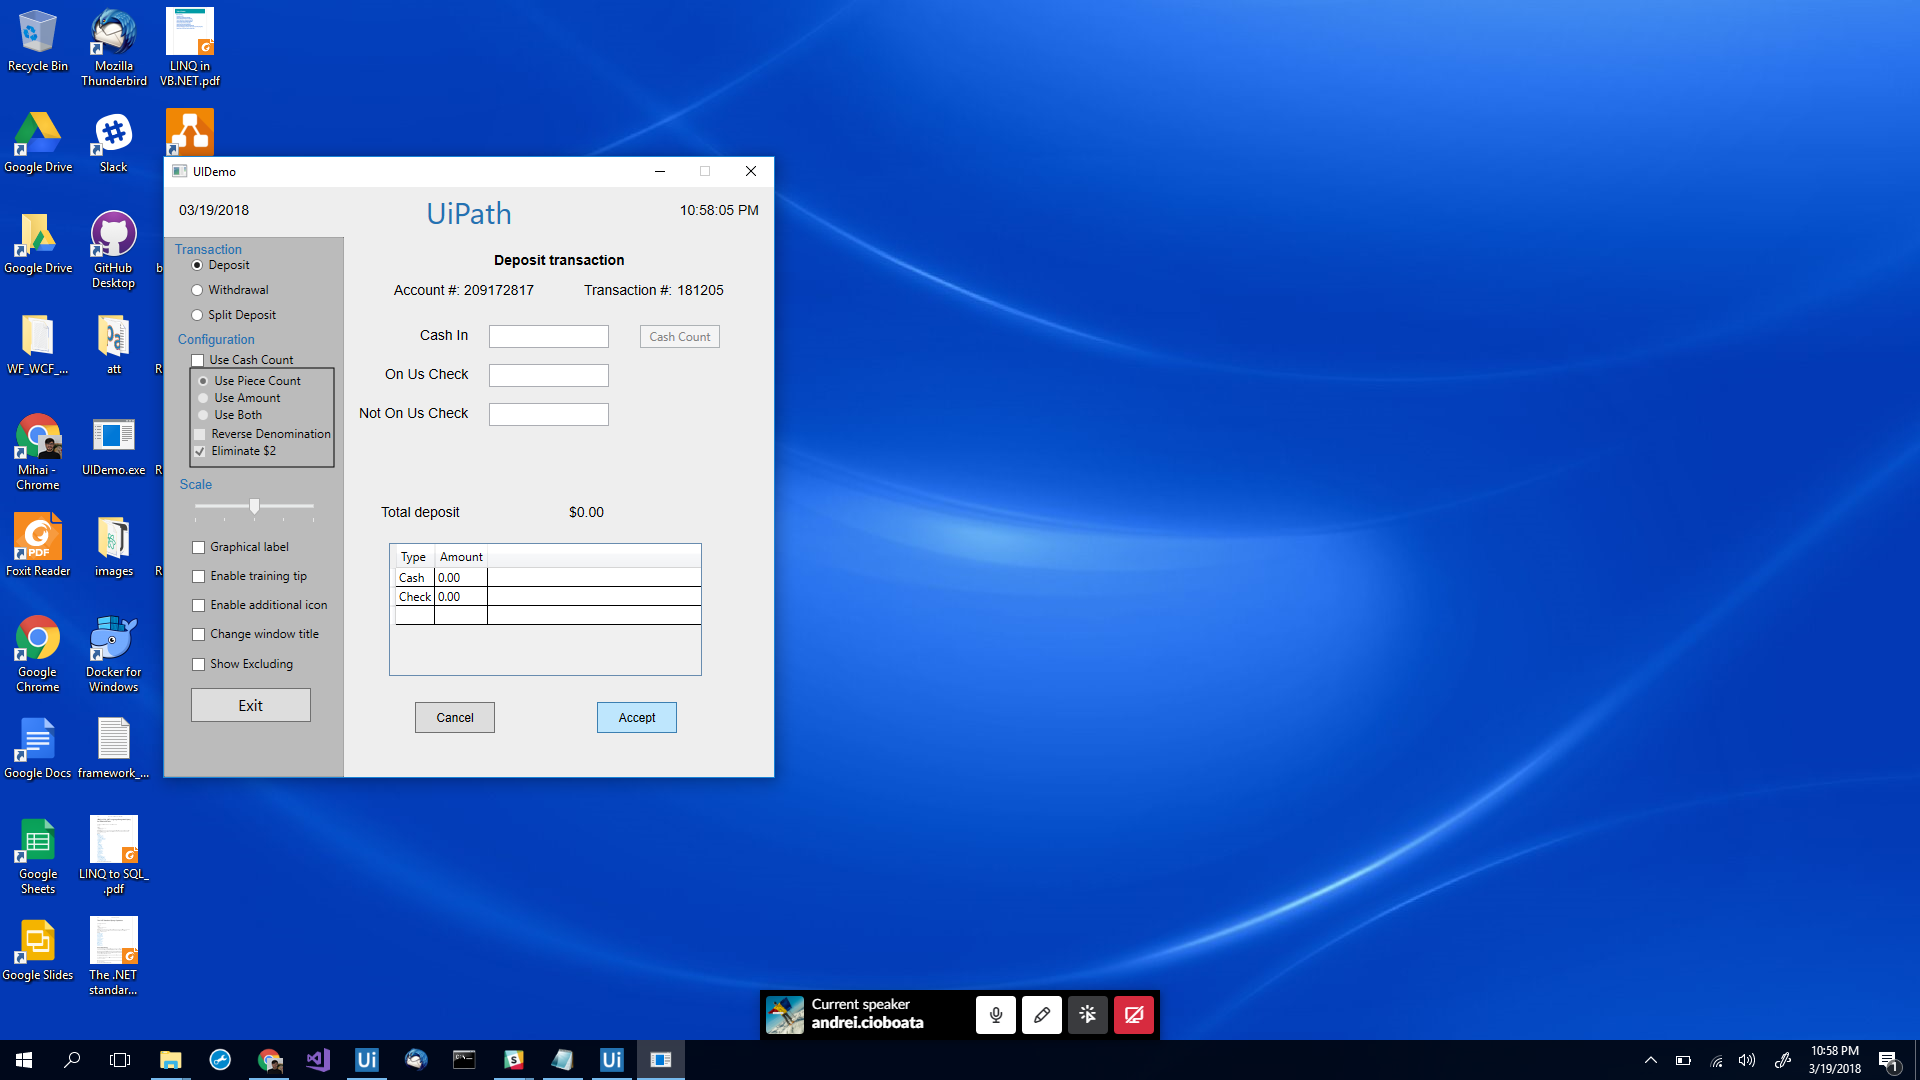 Recycle Bin
Mozilla
Thunderbird
LINQ in
VB.NET.pdf
Google Drive
Slack
Google Drive
GitHub
Desktop
WF_WCF_...
att
Mihai -
Chrome
UIDemo.exe
PDF
Foxit Reader
images
Google
Chrome
Docker for
Windows
Google Docs
framework_...
Google
Sheets
LINQ to SQL_
.pdf
Google Slides
The .NET
standar...
b
R
R
R
UIDemo
03/19/2018
UiPath
10:58:05 PM
Transaction
Deposit
Withdrawal
Split Deposit
Configuration
Use Cash Count
Use Piece Count
Use Amount
Use Both
Reverse Denomination
Eliminate $2
Scale
Graphical label
Enable training tip
Enable additional icon
Change window title
Show Excluding
Exit
Deposit transaction
Account #: 209172817
Transaction #: 181205
Cash In
Cash Count
On Us Check
Not On Us Check
Total deposit
$0.00
Type Amount
Cash 0.00
Check 0.00
Cancel
Accept
Current speaker
andrei.cioboata
Ui
Ui
10:58 PM
3/19/2018
1